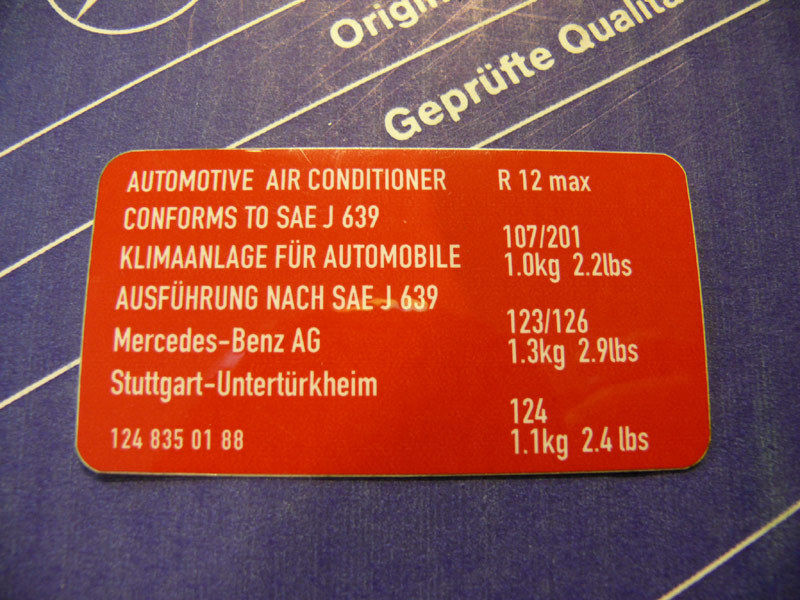 Geprüfte
AUTOMOTIVE AIR CONDITIONER
CONFORMS TO SAE J 639
KLIMAANLAGE FÜR AUTOMOBILE
AUSFÜHRUNG NACH SAE J 639
Mercedes-Benz AG
Stuttgart-Untertürkheim
124 835 01 88
R 12 max
107/201
1.0kg 2.2lbs
123/126
1.3kg 2.9lbs
124
1.1kg 2.4 lbs